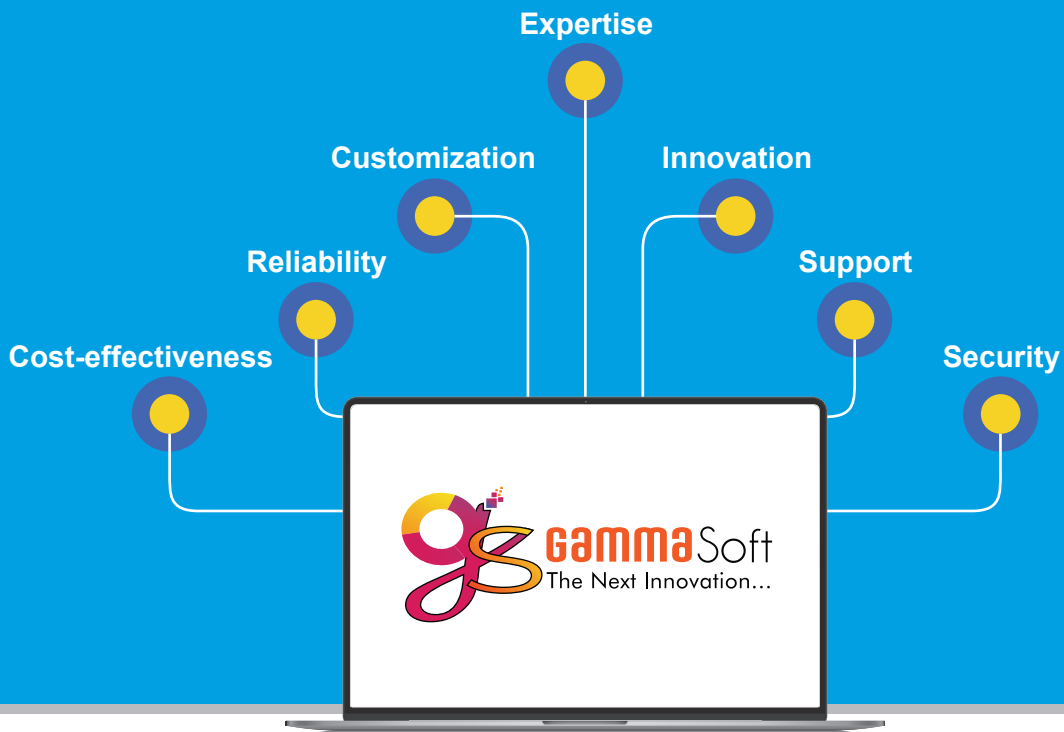 Expertise
Customization
Innovation
Reliability
Support
Cost-effectiveness
Security
gs
GammaSoft
The Next Innovation...